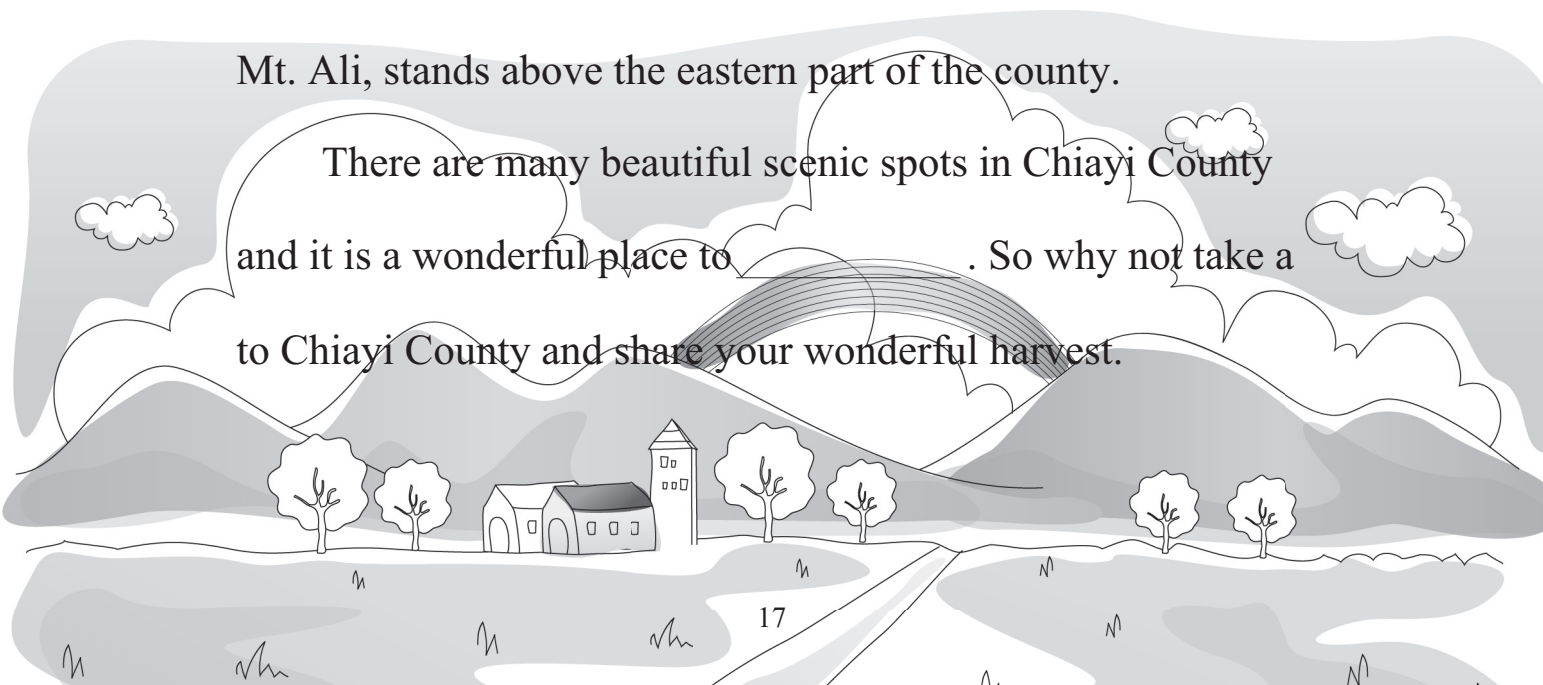 Mt. Ali, stands above the eastern part of the county.
There are many beautiful scenic spots in Chiayi County
and it is a wonderful place to ____________ . So why not take a
to Chiayi County and share your wonderful harvest.
17